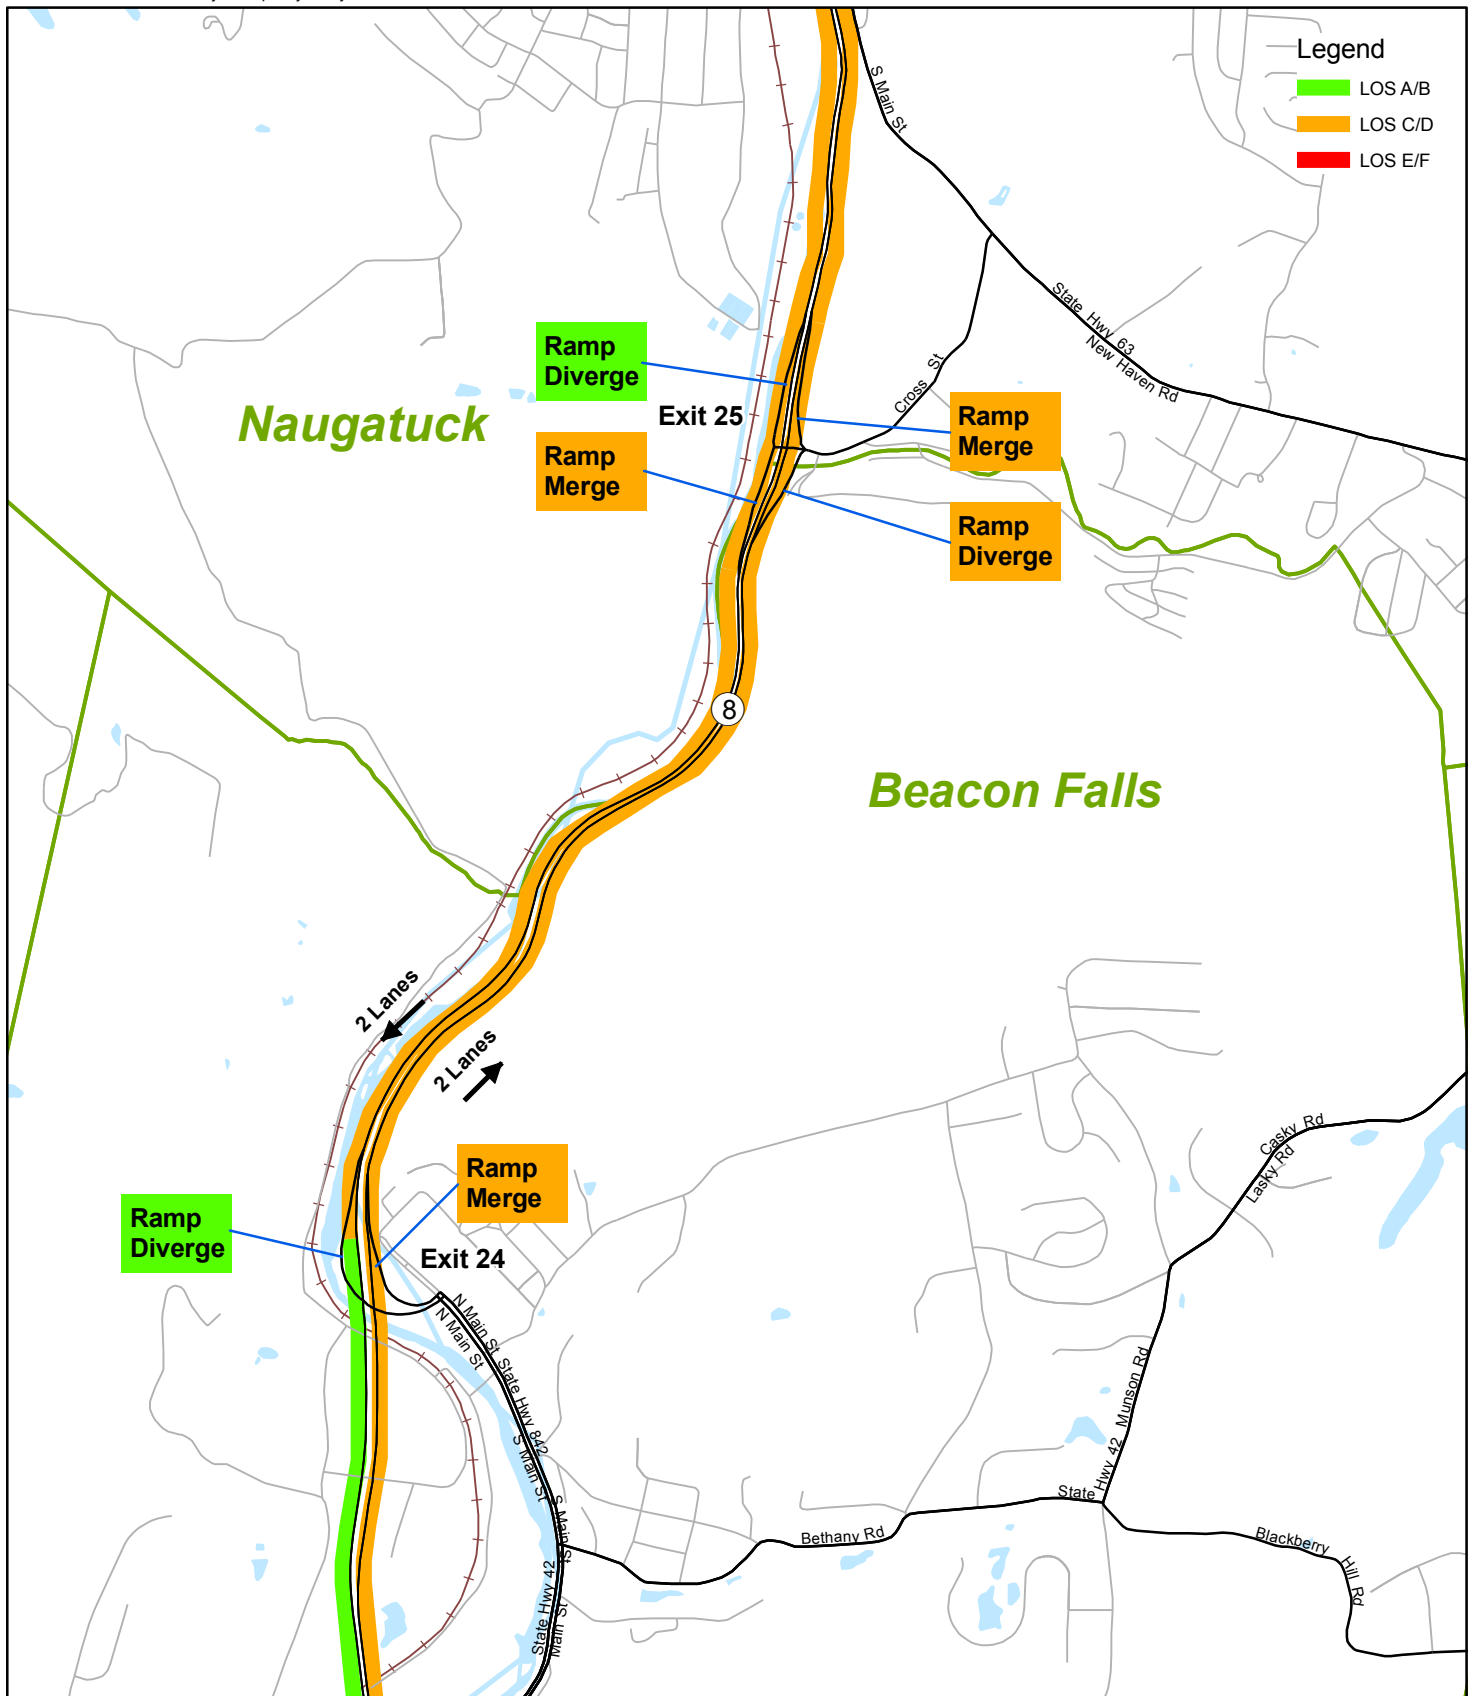 Legend
LOS A/B
LOS C/D
LOS E/F
S Main St
State Hwy 63
New Haven Rd
Cross St
Ramp
Diverge
Exit 25
Naugatuck
Ramp
Merge
Ramp
Merge
Ramp
Diverge
8
Beacon Falls
2 Lanes
2 Lanes
Casky Rd
Lasky Rd
Ramp
Merge
Ramp
Diverge
Exit 24
N Main St
N Main St
State Hwy 842
S Main St
S Main St
State Hwy 42
Main St
Bethany Rd
State Hwy 42
Munson Rd
Blackberry Hill Rd